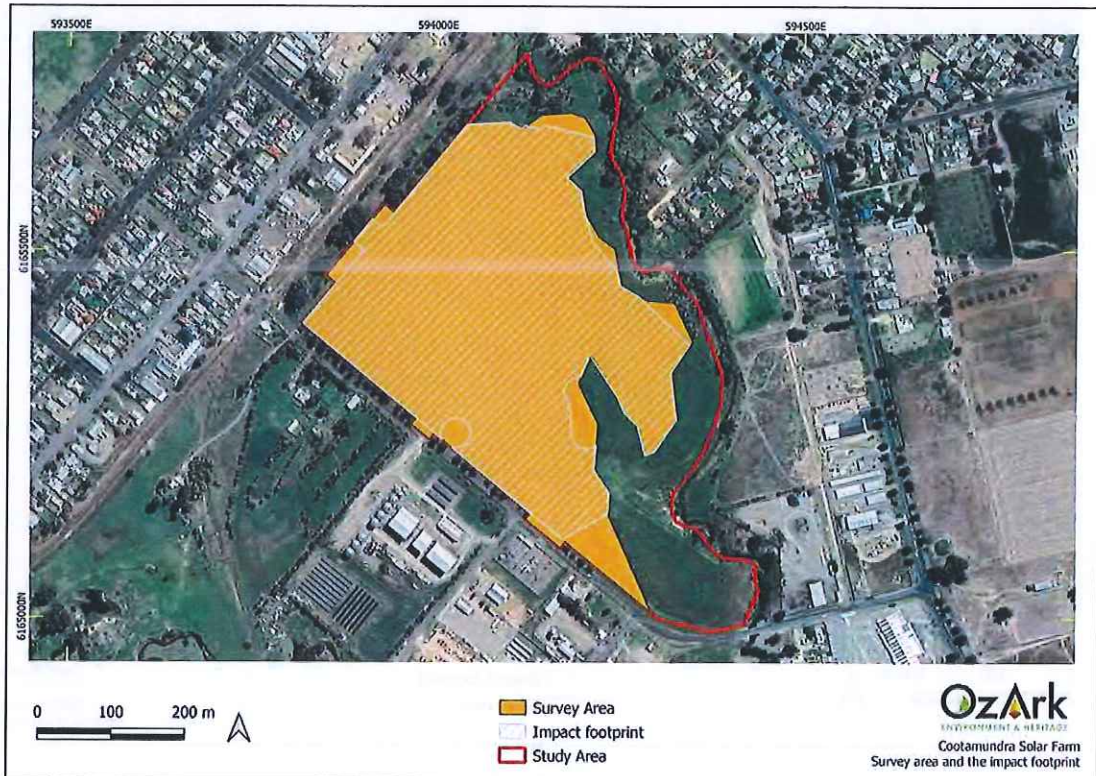 593500E
594000E
594500E
6165500N
6165000N
0 100 200 m
Survey Area
Impact footprint
Study Area
OzArk
ENVIRONMENT & HERITAGE
Cootamundra Solar Farm
Survey area and the impact footprint